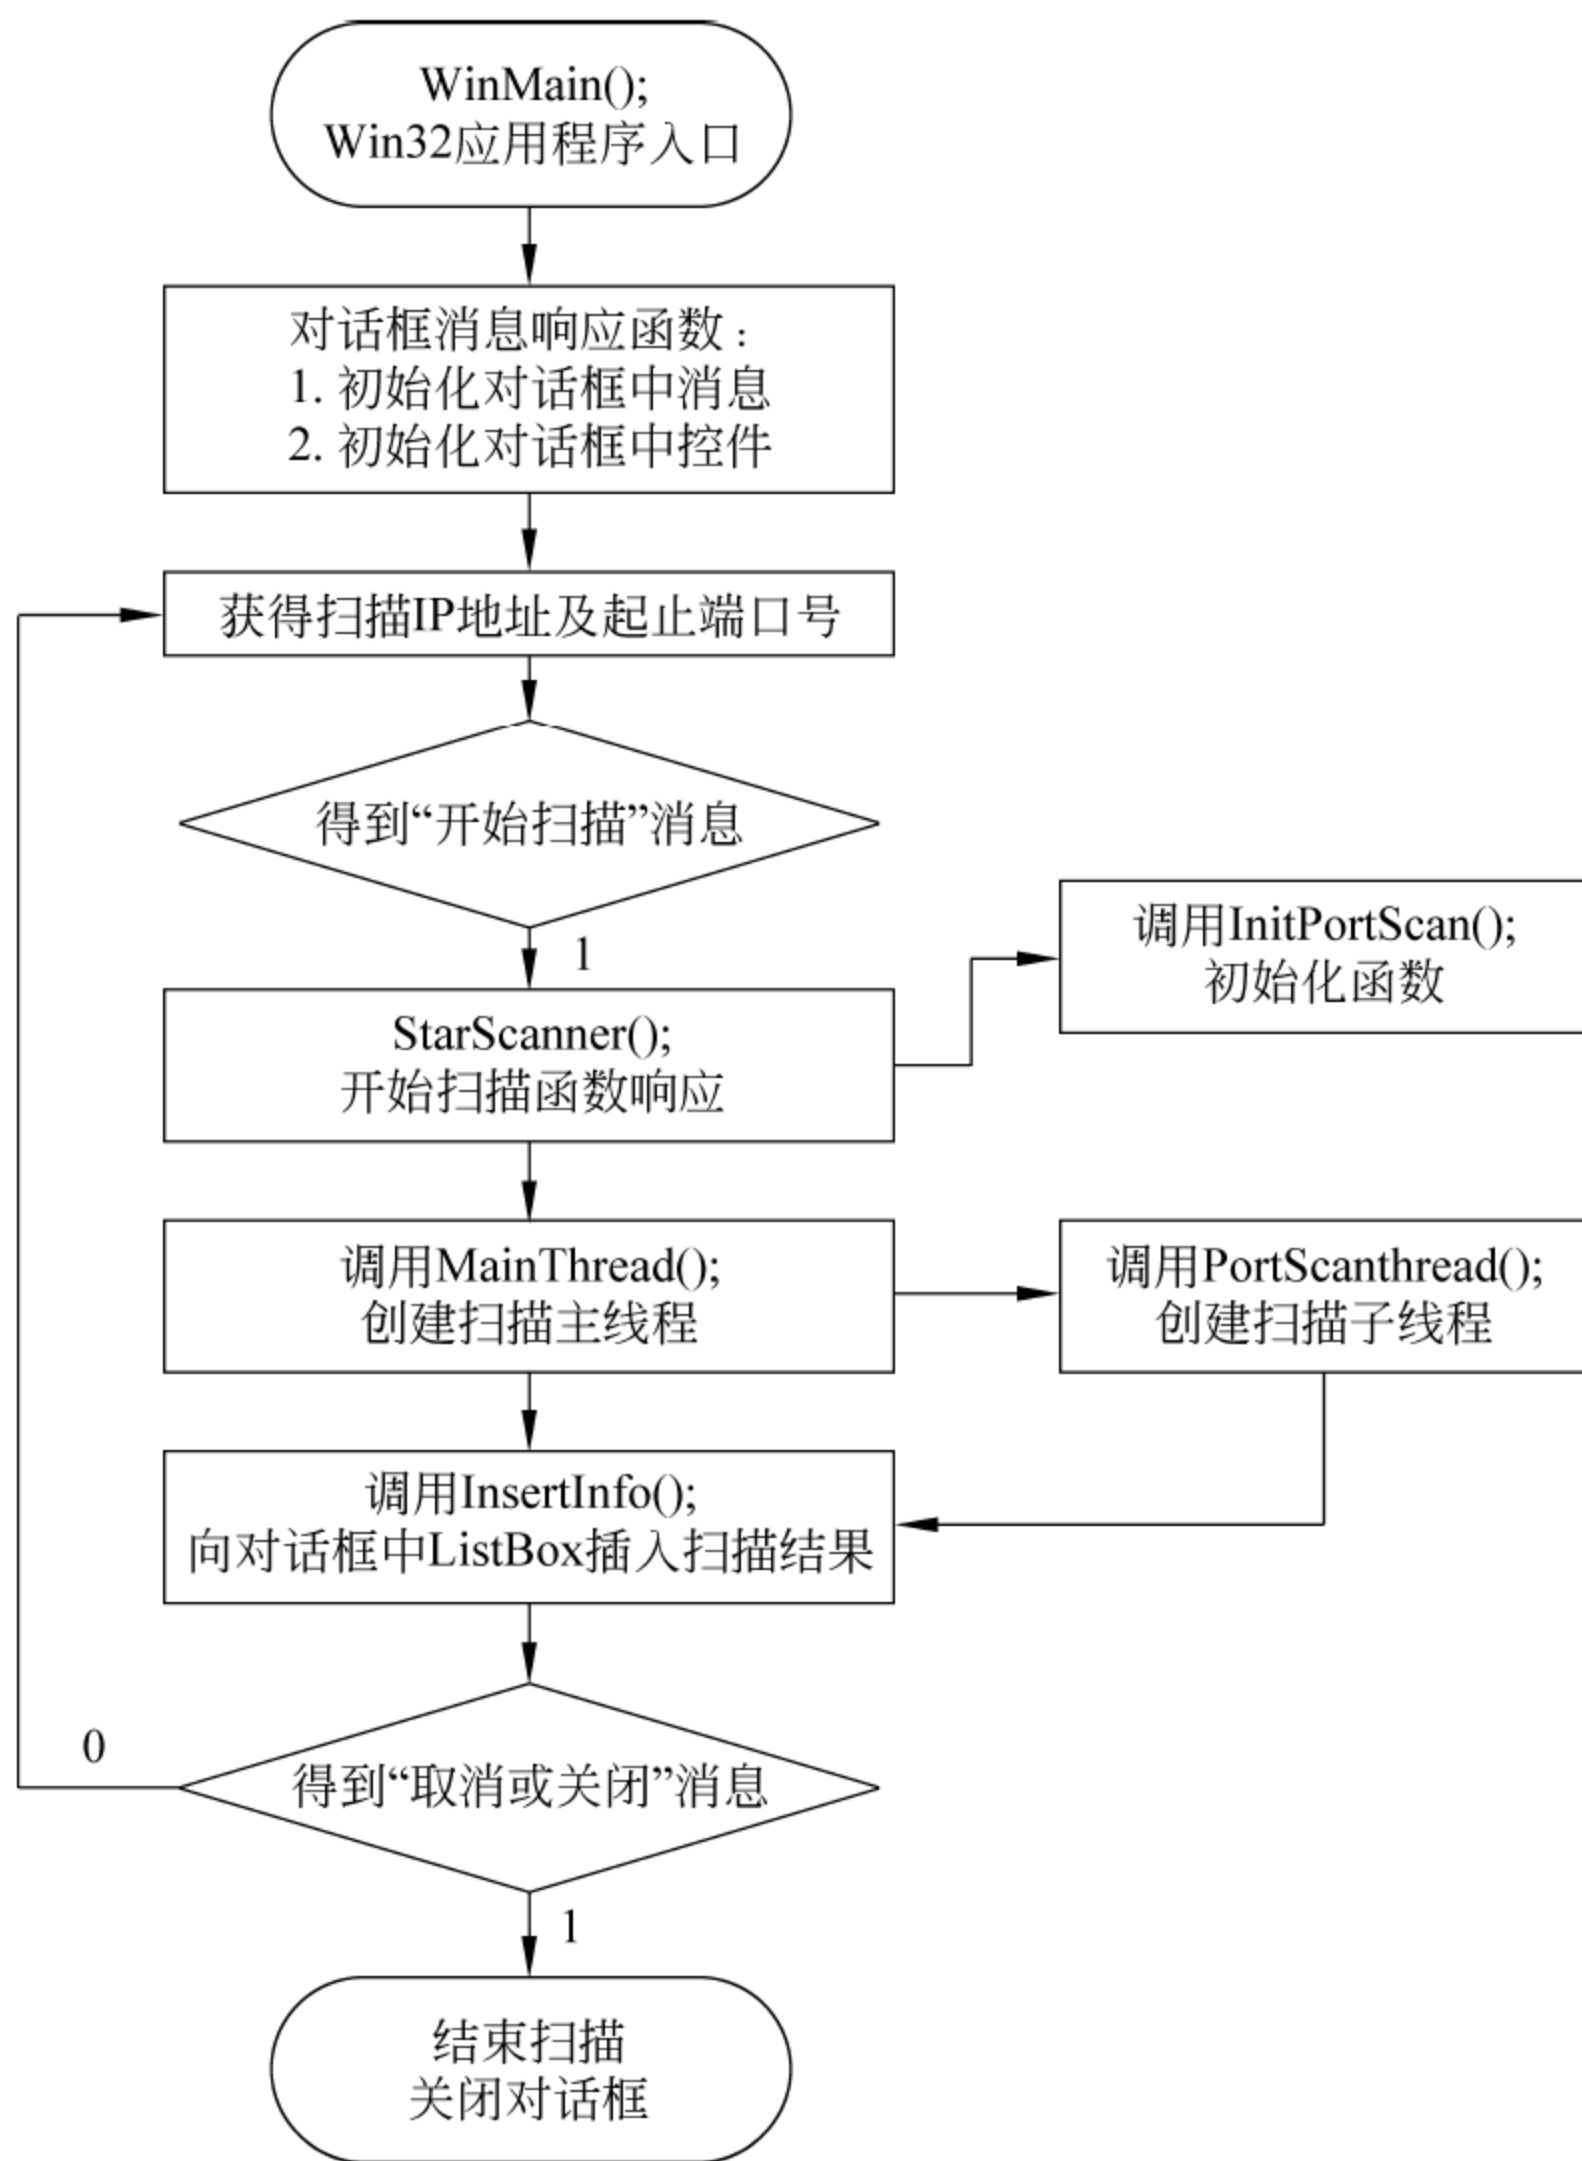 WinMain();
Win32应用程序入口
对话框消息响应函数：
1. 初始化对话框中消息
2. 初始化对话框中控件
获得扫描IP地址及起止端口号
得到“开始扫描”消息
1
调用InitPortScan();
初始化函数
StarScanner();
开始扫描函数响应
调用MainThread();
创建扫描主线程
调用PortScanthread();
创建扫描子线程
调用InsertInfo();
向对话框中ListBox插入扫描结果
0
得到“取消或关闭”消息
1
结束扫描
关闭对话框